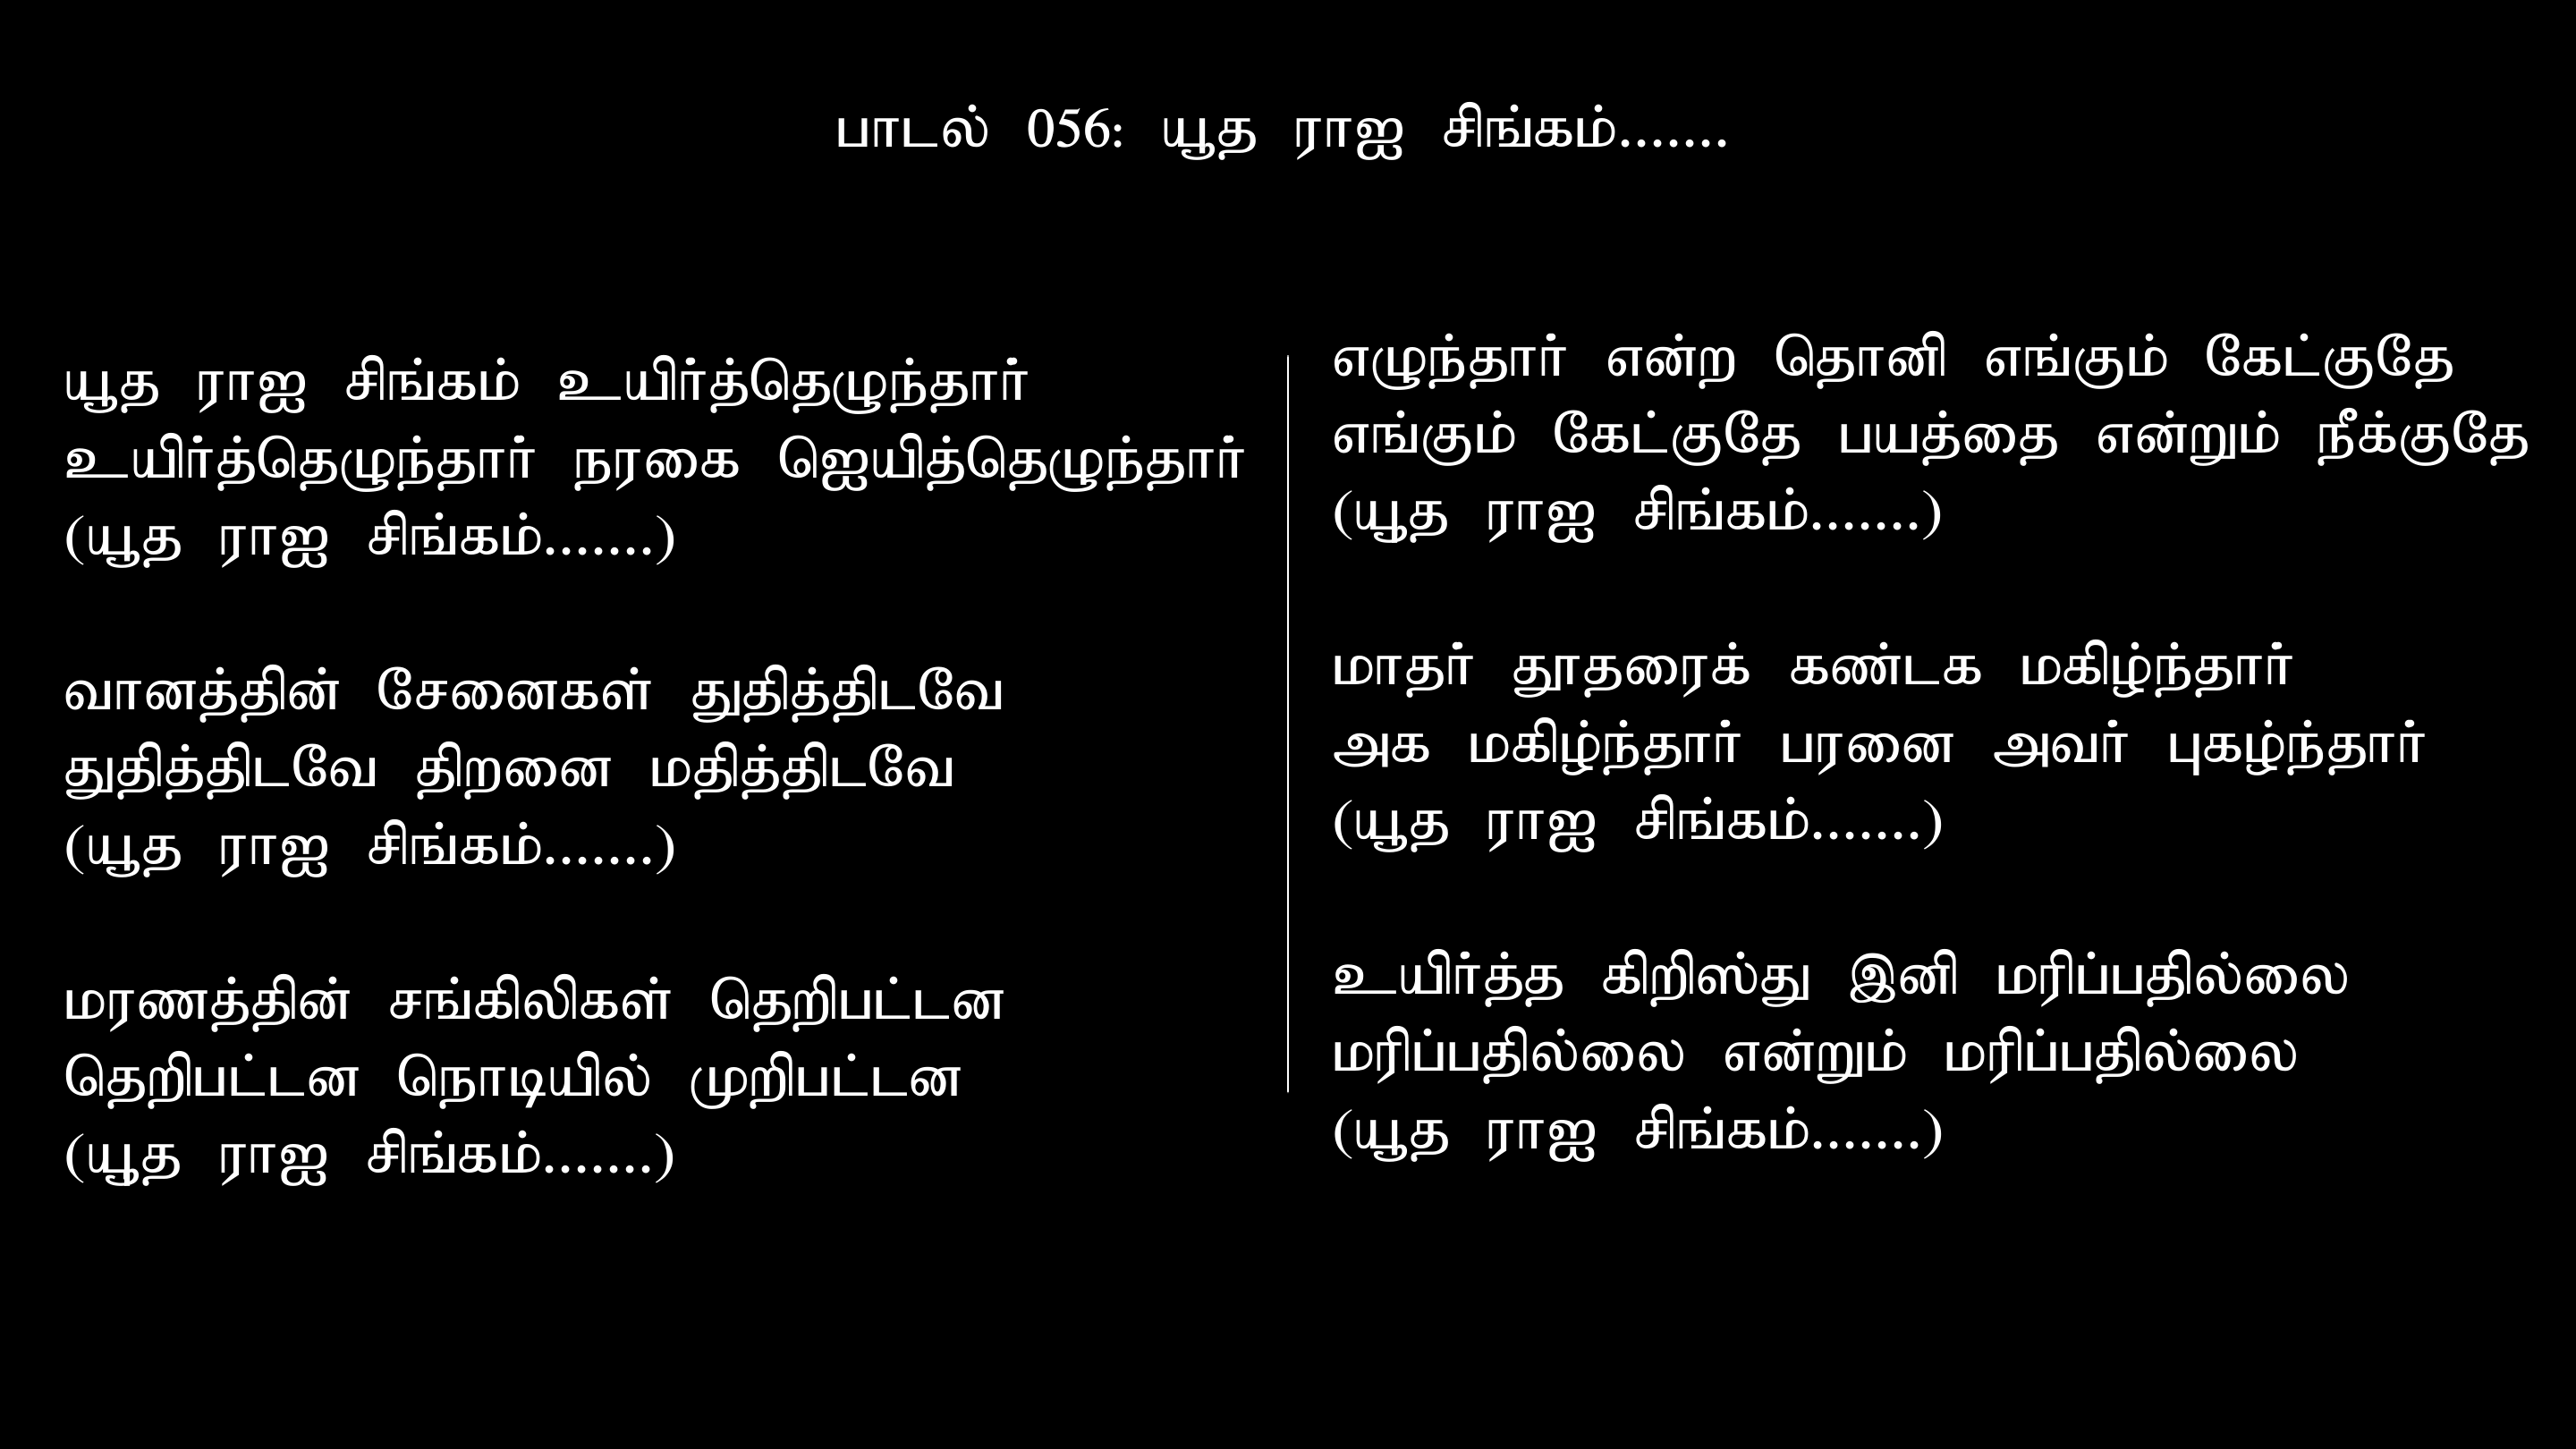 பாடல் 056: யூத ராஜ சிங்கம்.......
யூத ராஜ சிங்கம் உயிர்த்தெழுந்தார்
உயிர்த்தெழுந்தார் நரகை ஜெயித்தெழுந்தார்
(யூத ராஜ சிங்கம்.......)
வானத்தின் சேனைகள் துதித்திடவே
துதித்திடவே திறனை மதித்திடவே
(யூத ராஜ சிங்கம்.......)
மரணத்தின் சங்கிலிகள் தெறிபட்டன
தெறிபட்டன நொடியில் முறிபட்டன
(யூத ராஜ சிங்கம்.......)
எழுந்தார் என்ற தொனி எங்கும் கேட்குதே
எங்கும் கேட்குதே பயத்தை என்றும் நீக்குதே
(யூத ராஜ சிங்கம்.......)
மாதர் தூதரைக் கண்டக மகிழ்ந்தார்
அக மகிழ்ந்தார் பரனை அவர் புகழ்ந்தார்
(யூத ராஜ சிங்கம்.......)
உயிர்த்த கிறிஸ்து இனி மரிப்பதில்லை
மரிப்பதில்லை என்றும் மரிப்பதில்லை
(யூத ராஜ சிங்கம்.......)